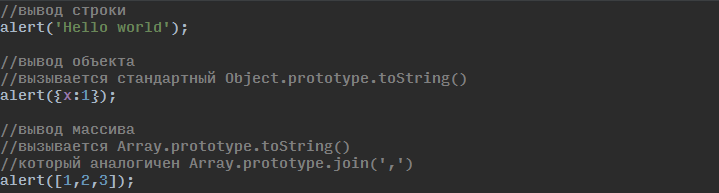 //вывод строки
alert('Hello world');
//вывод объекта
//вызывается стандартный Object.prototype.toString()
alert({x:1});
//вывод массива
//вызывается Array.prototype.toString()
//который аналогичен Array.prototype.join(',')
alert([1,2,3]);